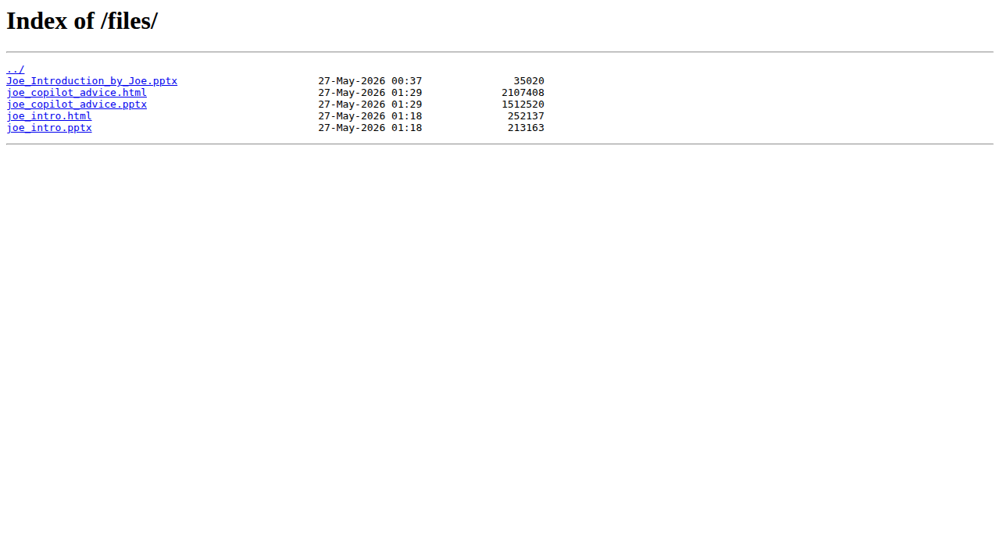 Index of /files/
../
Joe_Introduction_by_Joe.pptx 27-May-2026 00:37 35020
joe_copilot_advice.html 27-May-2026 01:29 2107408
joe_copilot_advice.pptx 27-May-2026 01:29 1512520
joe_intro.html 27-May-2026 01:18 252137
joe_intro.pptx 27-May-2026 01:18 213163